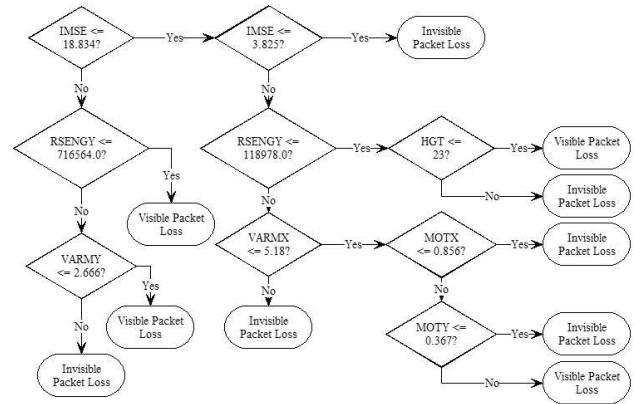 IMSE <=
18.834?
Yes
IMSE <=
3.825?
Yes
Invisible
Packet Loss
No
No
RSENGY <=
716564.0?
Yes
Visible Packet
Loss
RSENGY <=
118978.0?
Yes
HGT <=
23?
Yes
Visible Packet
Loss
No
Invisible
Packet Loss
No
No
VARMY
<= 2.666?
Yes
Visible Packet
Loss
No
Invisible
Packet Loss
VARMX
<= 5.18?
Yes
MOTX
<= 0.856?
Yes
Invisible
Packet Loss
No
Invisible
Packet Loss
No
MOTY <=
0.367?
Yes
Invisible
Packet Loss
No
Visible Packet
Loss